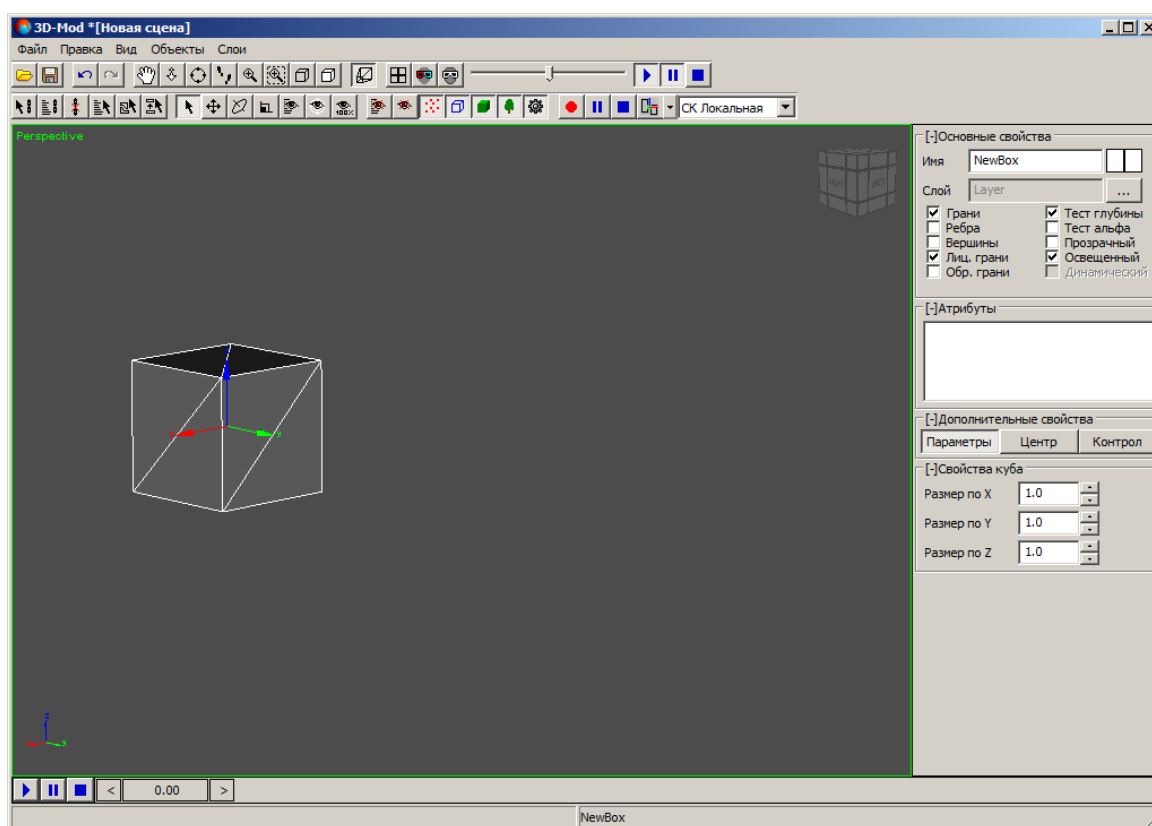 3D-Mod *[Новая сцена]
Файл Правка Вид Объекты Слои
100%
СК Локальная
Perspective
[-]Основные свойства
Имя NewBox
Слой Layer ...
Грани Тест глубины
Ребра Тест альфа
Вершины Прозрачный
Лиц. грани Освещенный
Обр. грани Динамический
[-]Атрибуты
[-]Дополнительные свойства
Параметры Центр Контрол
[-]Свойства куба
Размер по X 1.0
Размер по Y 1.0
Размер по Z 1.0
z
y
< 0.00 >
NewBox